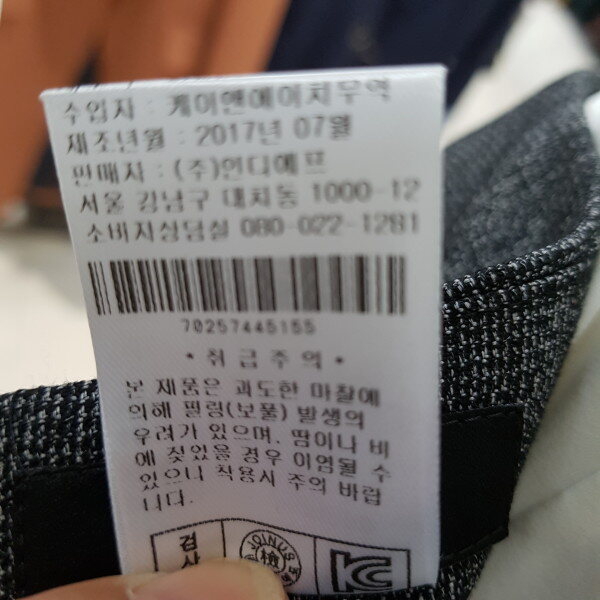 수입자 : 케이앤에이치무역
제조년월 : 2017년 07월
판매자 : (주)인디에프
서울 강남구 대치동 1000-12
소비자상담실 080-022-1281
70257445155
* 취급주의 *
본 제품은 과도한 마찰에
의해 필링(보풀) 발생의
우려가 있으며, 땀이나 비
에 젖었을 경우 이염될 수
있으니 착용시 주의 바랍
니다.
검사
JOINUS
檢